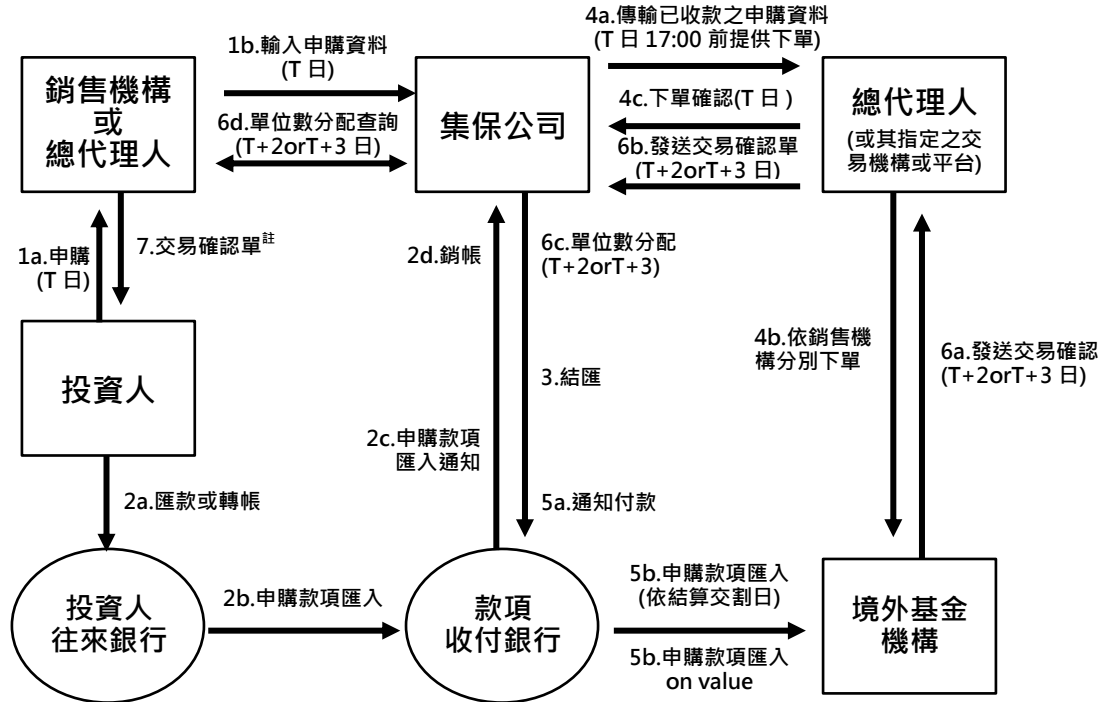 4a.傳輸已收款之申購資料
(T 日 17:00 前提供下單)
1b.輸入申購資料
(T 日)
銷售機構
或
總代理人
集保公司
4c.下單確認(T 日 )
總代理人
(或其指定之交
易機構或平台)
6d.單位數分配查詢
(T+2orT+3 日)
6b.發送交易確認單
(T+2orT+3 日)
1a.申購
(T 日)
7.交易確認單註
2d.銷帳
6c.單位數分配
(T+2orT+3)
4b.依銷售機
構分別下單
6a.發送交易確認
(T+2orT+3 日)
投資人
3.結匯
2c.申購款項
匯入通知
2a.匯款或轉帳
5a.通知付款
投資人
往來銀行
2b.申購款項匯入
款項
收付銀行
5b.申購款項匯入
(依結算交割日)
5b.申購款項匯入
on value
境外基金
機構